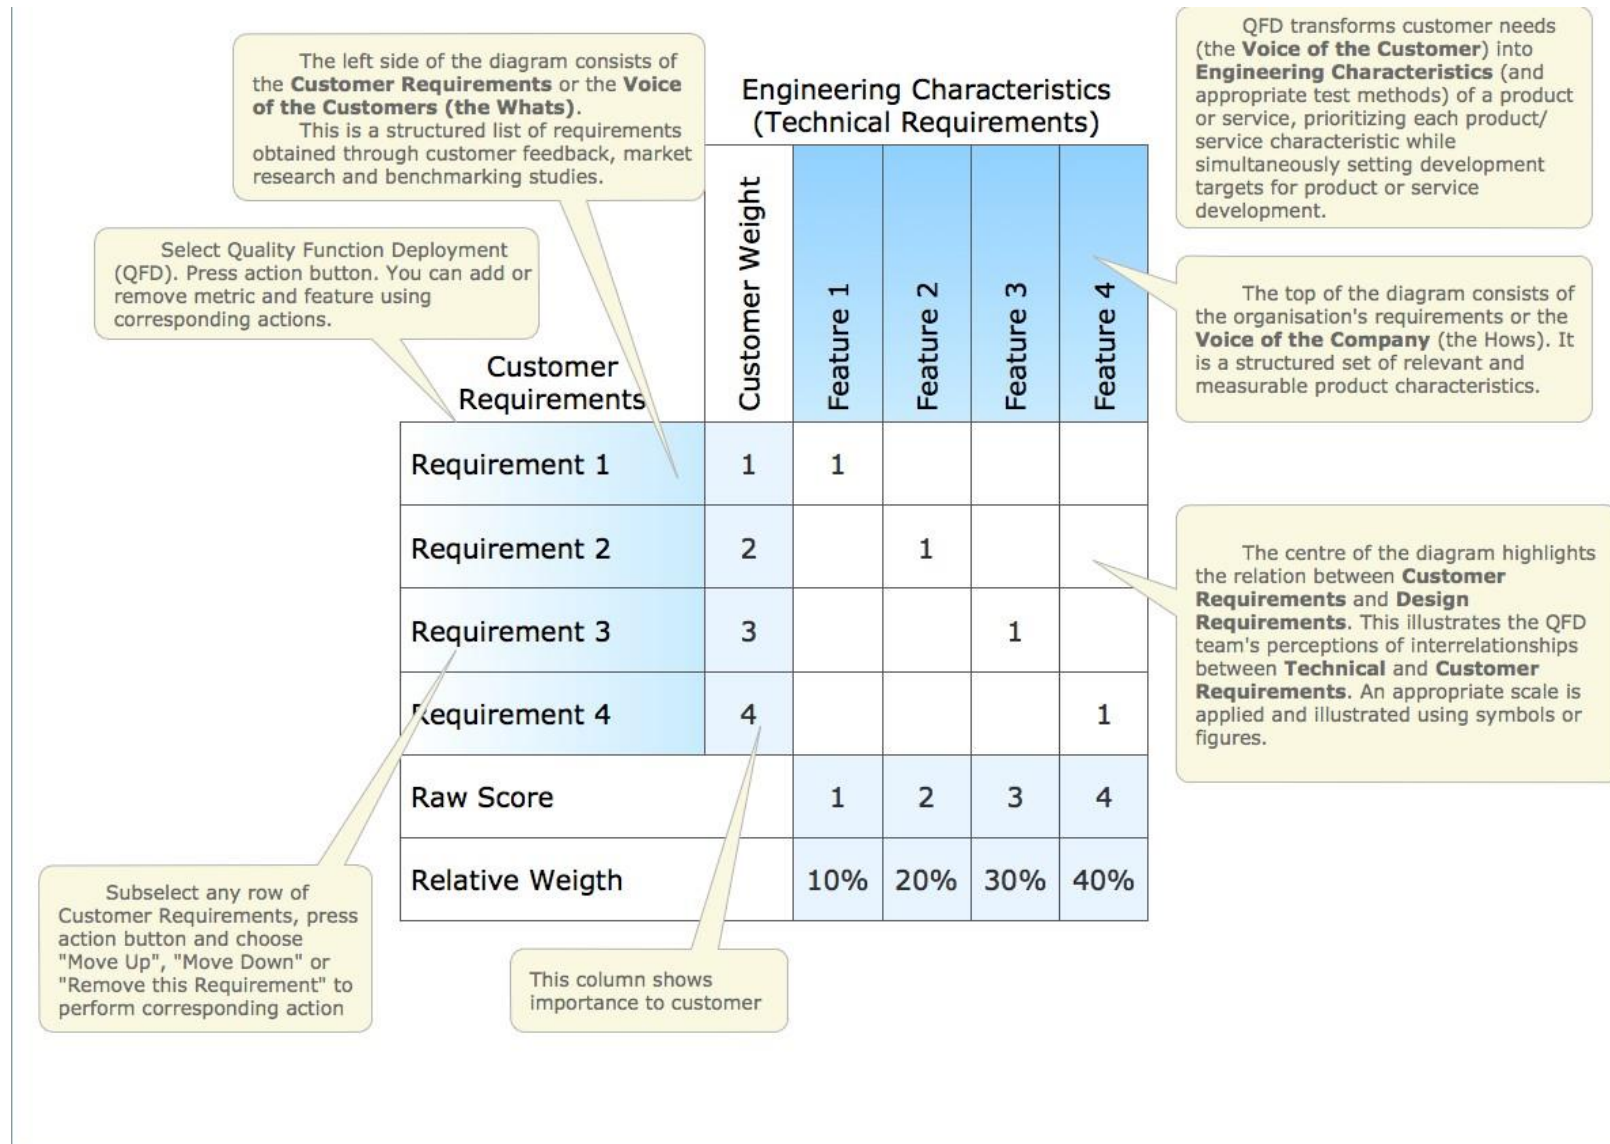 The left side of the diagram consists of
the Customer Requirements or the Voice
of the Customers (the Whats).
This is a structured list of requirements
obtained through customer feedback, market
research and benchmarking studies.
Engineering Characteristics
(Technical Requirements)
QFD transforms customer needs
(the Voice of the Customer) into
Engineering Characteristics (and
appropriate test methods) of a product
or service, prioritizing each product/
service characteristic while
simultaneously setting development
targets for product or service
development.
Select Quality Function Deployment
(QFD). Press action button. You can add or
remove metric and feature using
corresponding actions.
The top of the diagram consists of
the organisation's requirements or the
Voice of the Company (the Hows). It
is a structured set of relevant and
measurable product characteristics.
Customer
Requirements
Customer Weight
Feature 1
Feature 2
Feature 3
Feature 4
Requirement 1 1 1
Requirement 2 2 1
Requirement 3 3 1
Requirement 4 4 1
Raw Score 1 2 3 4
Relative Weigth 10% 20% 30% 40%
The centre of the diagram highlights
the relation between Customer
Requirements and Design
Requirements. This illustrates the QFD
team's perceptions of interrelationships
between Technical and Customer
Requirements. An appropriate scale is
applied and illustrated using symbols or
figures.
Subselect any row of
Customer Requirements, press
action button and choose
"Move Up", "Move Down" or
"Remove this Requirement" to
perform corresponding action
This column shows
importance to customer